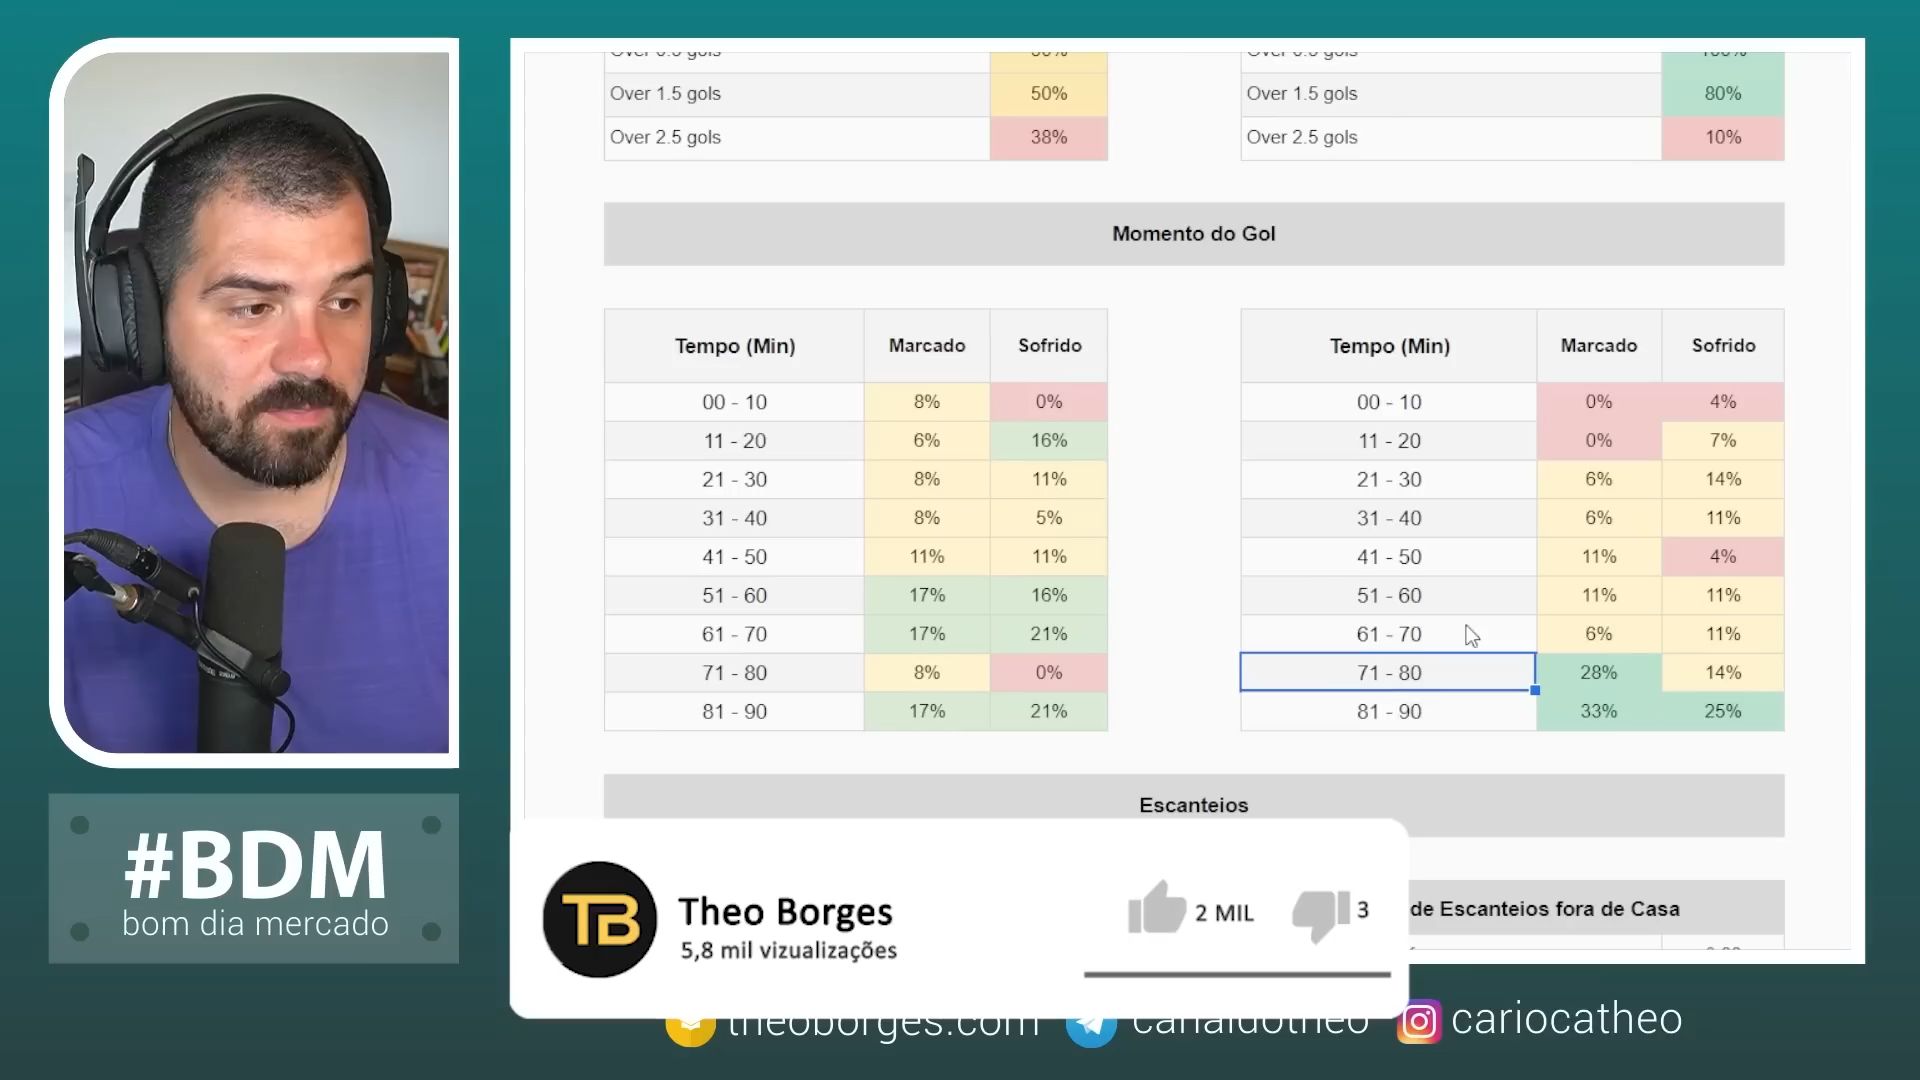 Over 1.5 gols 50%
Over 2.5 gols 38%
Over 1.5 gols 80%
Over 2.5 gols 10%
Momento do Gol
Tempo (Min) Marcado Sofrido
00 - 10 8% 0%
11 - 20 6% 16%
21 - 30 8% 11%
31 - 40 8% 5%
41 - 50 11% 11%
51 - 60 17% 16%
61 - 70 17% 21%
71 - 80 8% 0%
81 - 90 17% 21%
Tempo (Min) Marcado Sofrido
00 - 10 0% 4%
11 - 20 0% 7%
21 - 30 6% 14%
31 - 40 6% 11%
41 - 50 11% 4%
51 - 60 11% 11%
61 - 70 6% 11%
71 - 80 28% 14%
81 - 90 33% 25%
Escanteios
de Escanteios fora de Casa
#BDM
bom dia mercado
TB
Theo Borges
5,8 mil vizualizações
2 MIL
3
theoborges.com
canaldotheo
cariocatheo